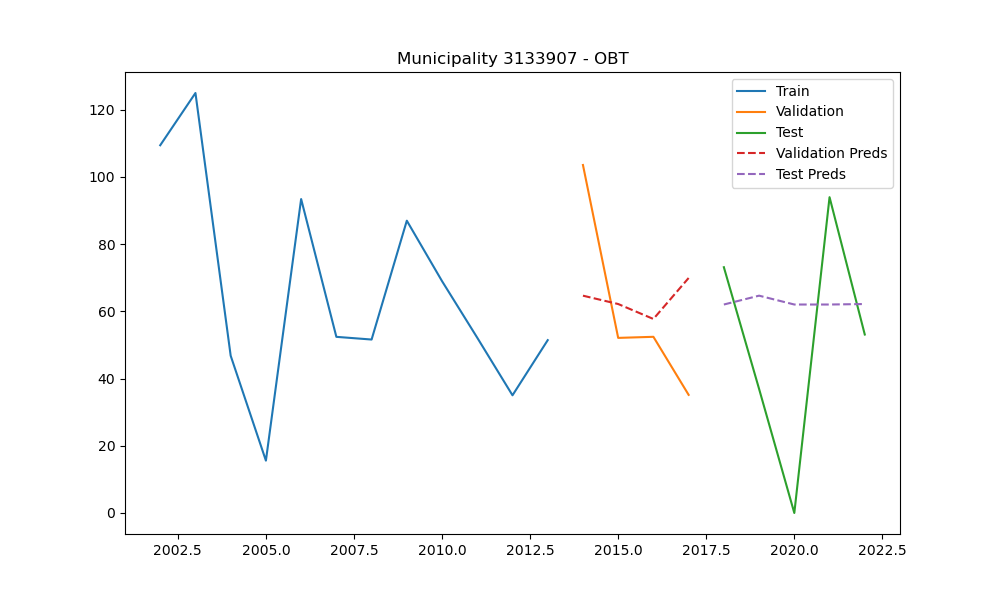 Municipality 3133907 - OBT
Train
Validation
Test
Validation Preds
Test Preds
120
100
80
60
40
20
0
2002.5 2005.0 2007.5 2010.0 2012.5 2015.0 2017.5 2020.0 2022.5